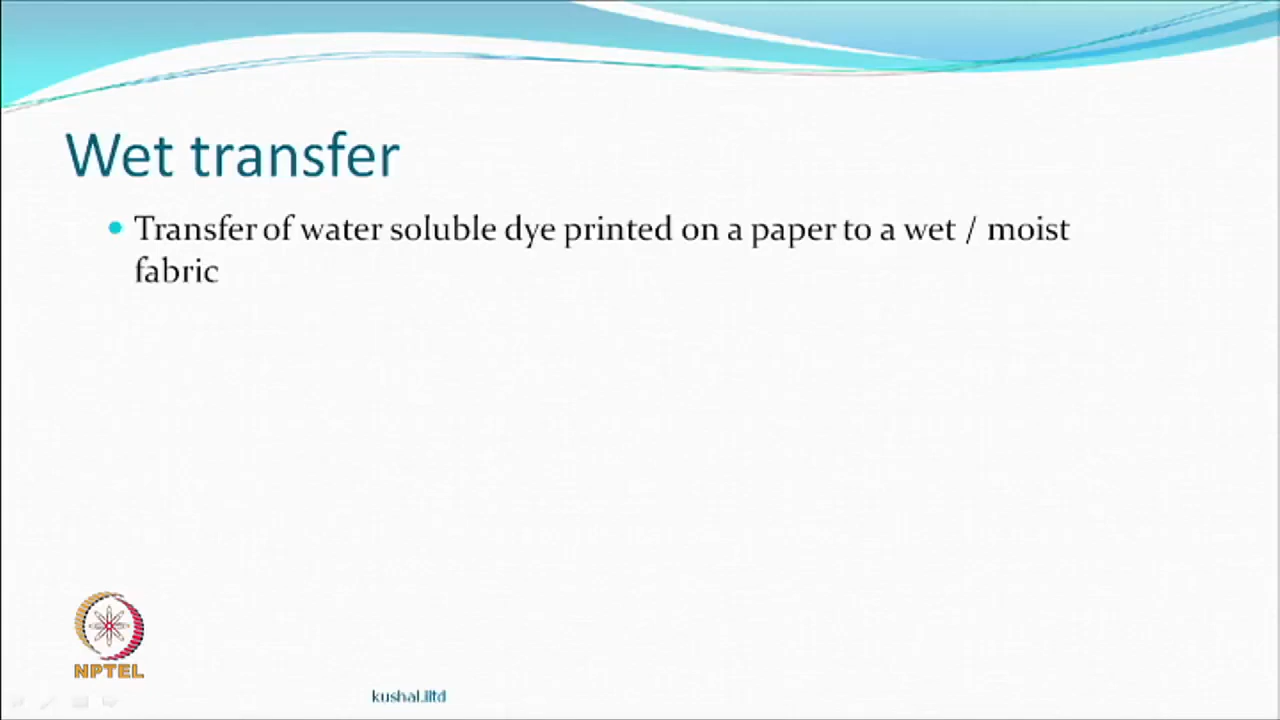 Wet transfer
Transfer of water soluble dye printed on a paper to a wet / moist
fabric
NPTEL
kushal.iitd